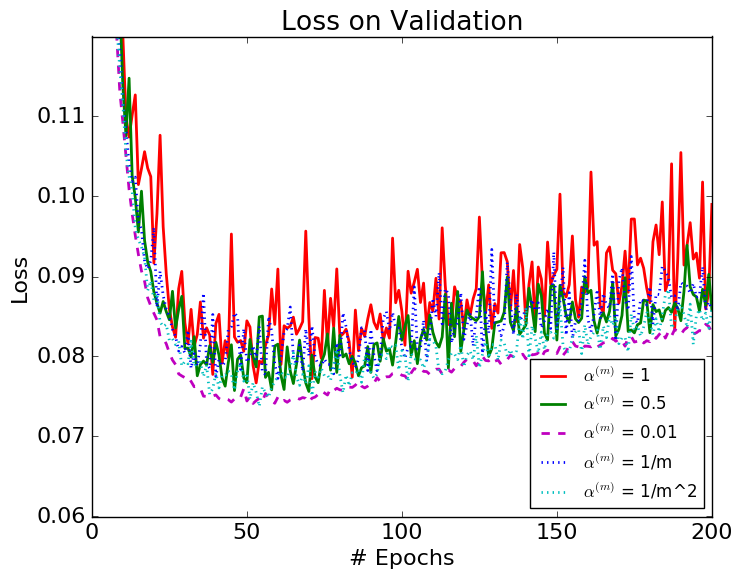 Loss on Validation
0.11
0.10
0.09
0.08
0.07
0.06
Loss
0
50
100
150
200
# Epochs
α^(m) = 1
α^(m) = 0.5
α^(m) = 0.01
α^(m) = 1/m
α^(m) = 1/m^2